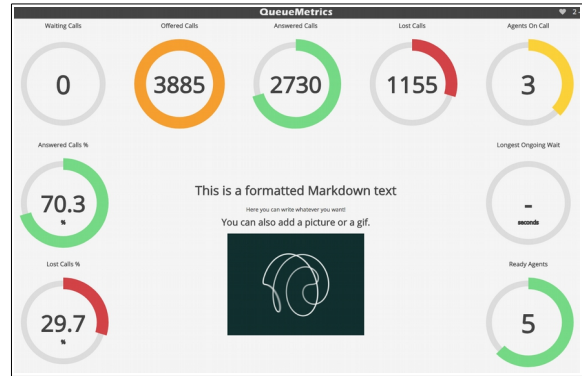 QueueMetrics
2
Waiting Calls
Offered Calls
Answered Calls
Lost Calls
Agents On Call
0
3885
2730
1155
3
Answered Calls %
Longest Ongoing Wait
70.3
%
-
seconds
This is a formatted Markdown text
Here you can write whatever you want!
You can also add a picture or a gif.
Lost Calls %
Ready Agents
29.7
%
5